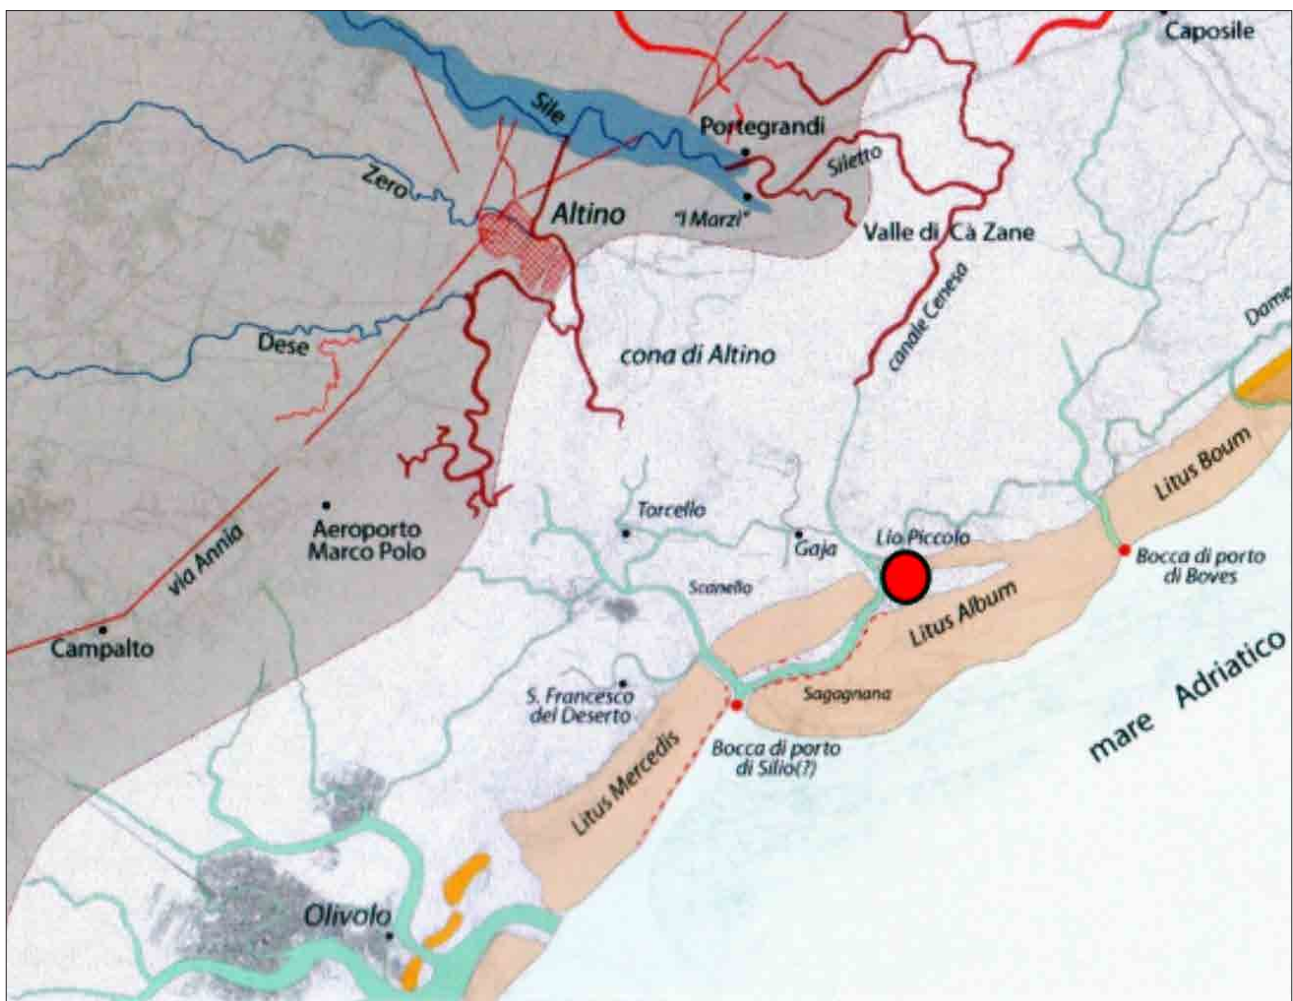 Caposile
Sile
Portegrandi
Siletto
Zero
Altino
"I Marzi"
Valle di Cà Zane
canale Cenesa
Dese
cona di Altino
Dame
Litus Boum
via Annia
Aeroporto
Marco Polo
Torcello
Gaja
Lio Piccolo
Bocca di porto
di Boves
Scanello
Litus Album
Campalto
S. Francesco
del Deserto
Sagagnana
mare Adriatico
Bocca di porto
di Silio(?)
Litus Mercedis
Olivolo